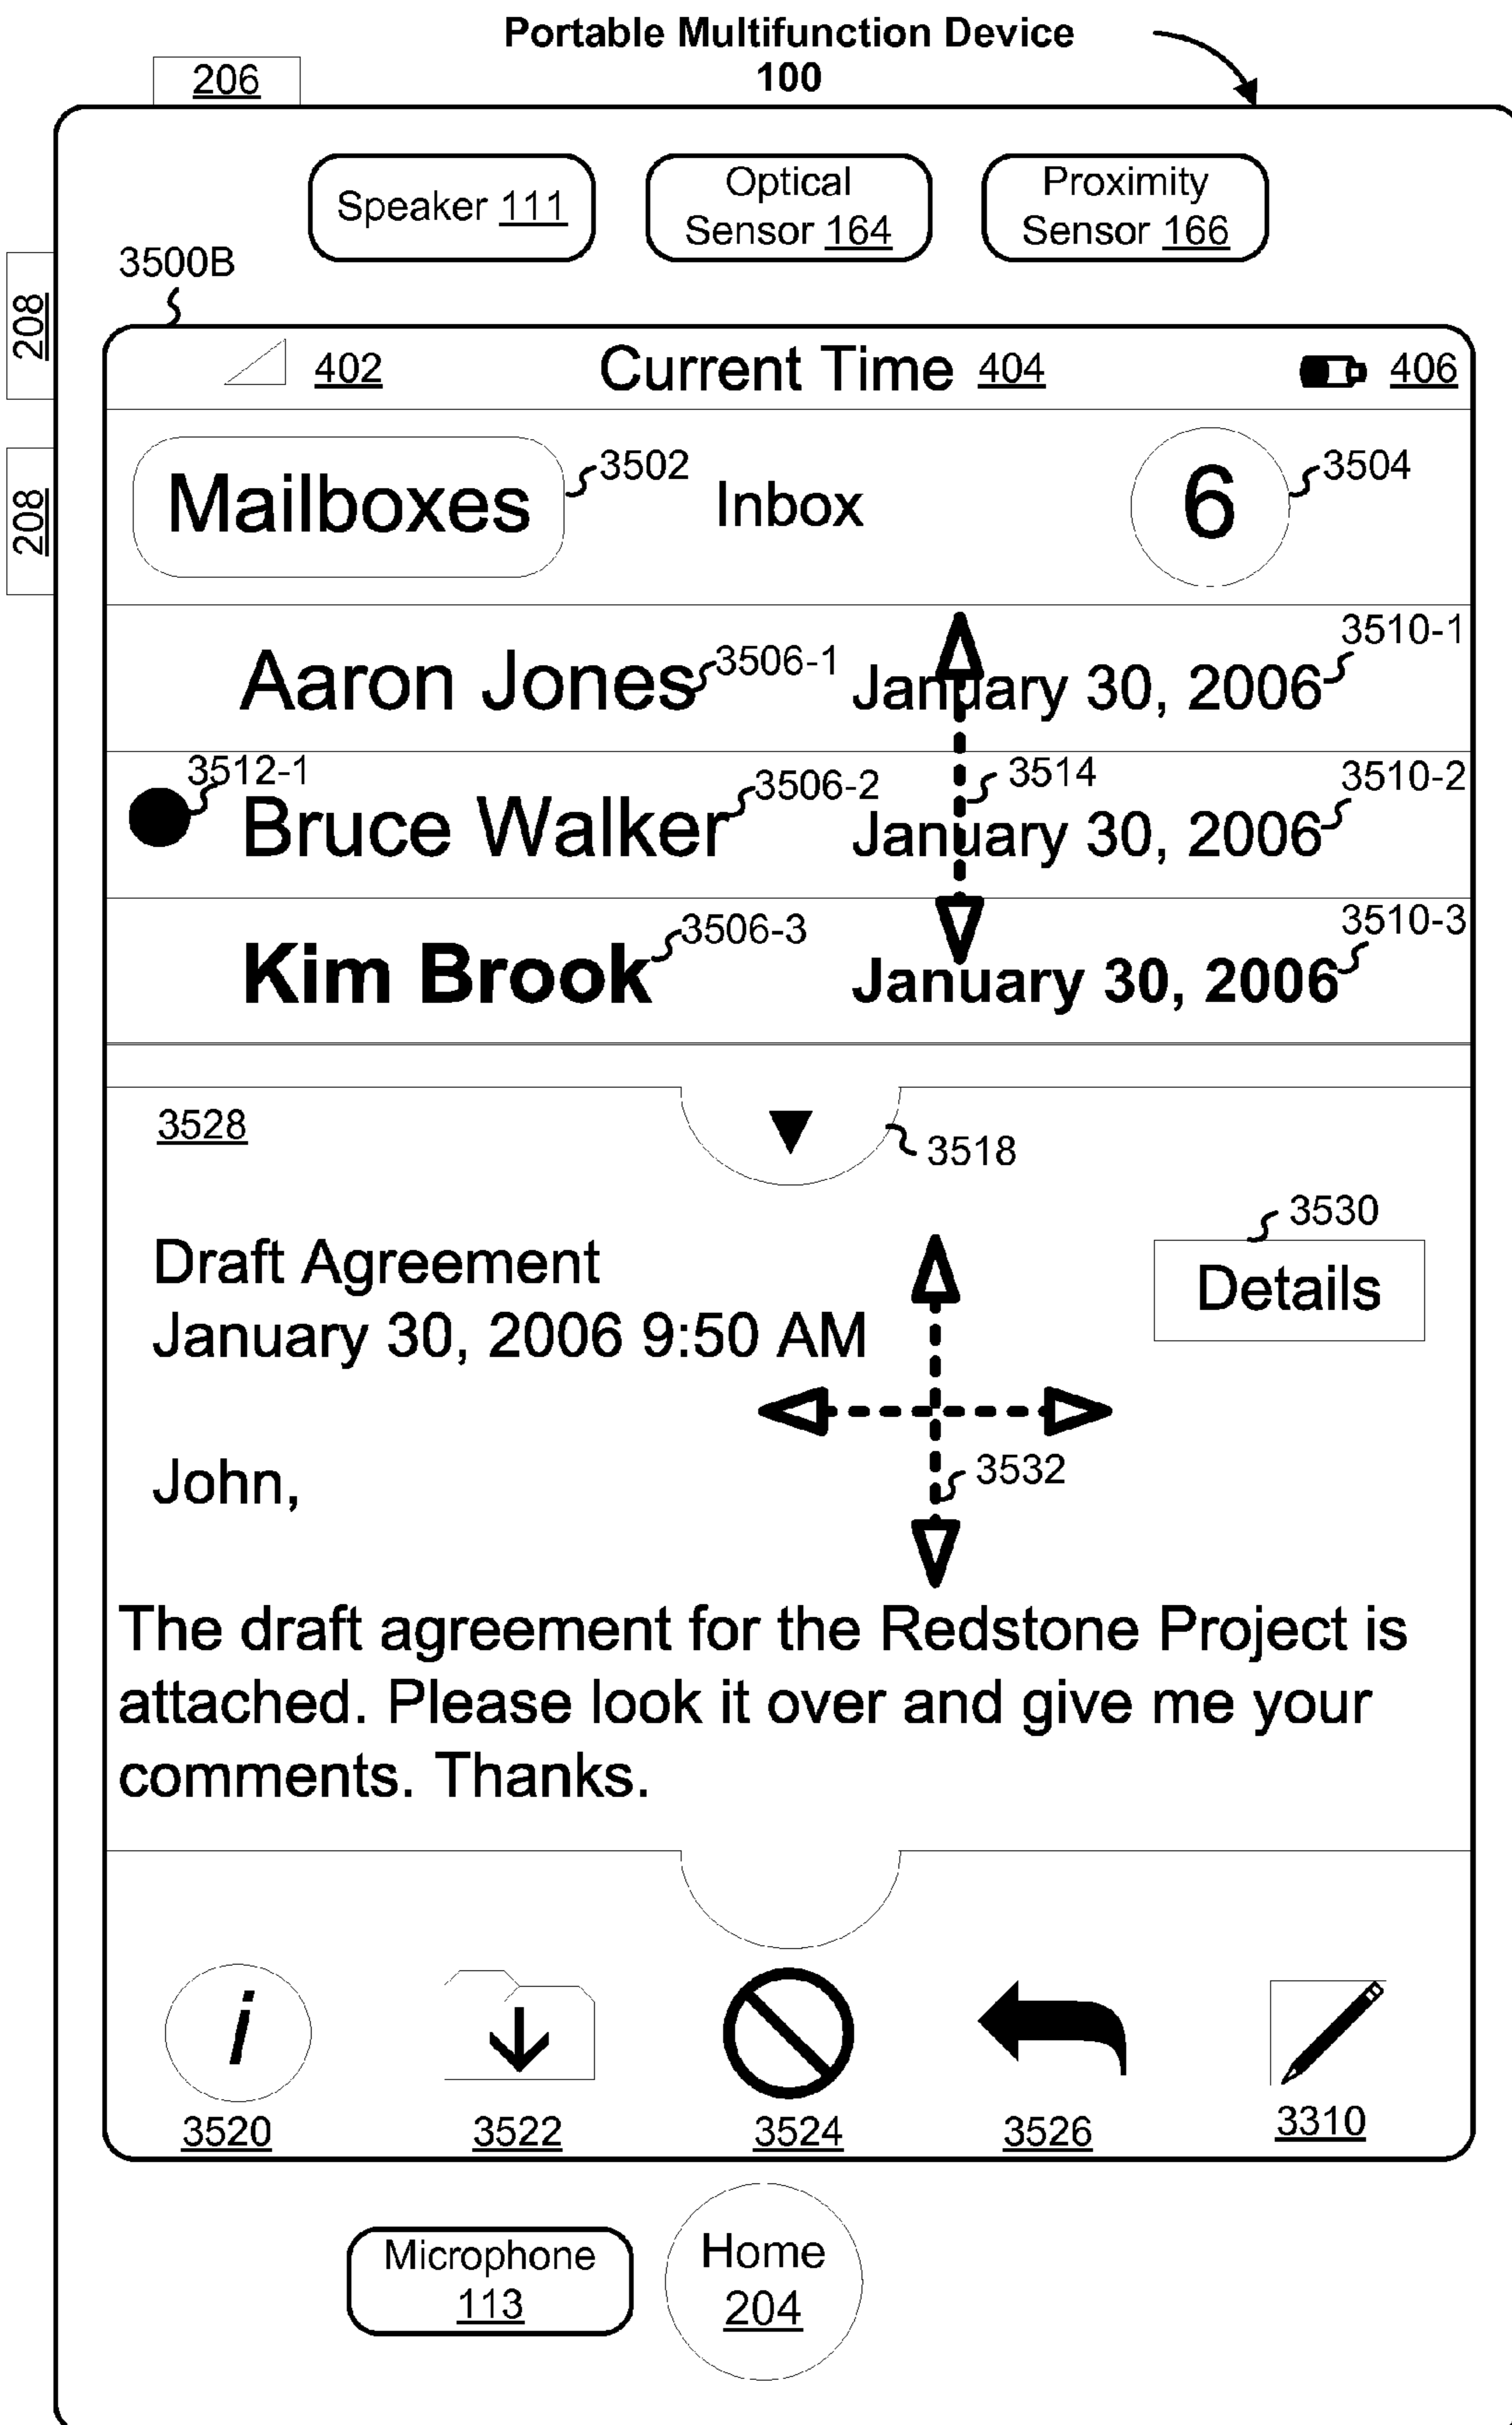 Portable Multifunction Device
100
206
Speaker 111
Optical
Sensor 164
Proximity
Sensor 166
3500B
208
402
Current Time 404
406
208
Mailboxes
3502
Inbox
6
3504
Aaron Jones
3506-1
January 30, 2006
3510-1
3512-1
Bruce Walker
3506-2
3514
January 30, 2006
3510-2
Kim Brook
3506-3
January 30, 2006
3510-3
3528
3518
3530
Draft Agreement
Details
January 30, 2006 9:50 AM
3532
John,
The draft agreement for the Redstone Project is
attached. Please look it over and give me your
comments. Thanks.
i
3520
3522
3524
3526
3310
Microphone
113
Home
204